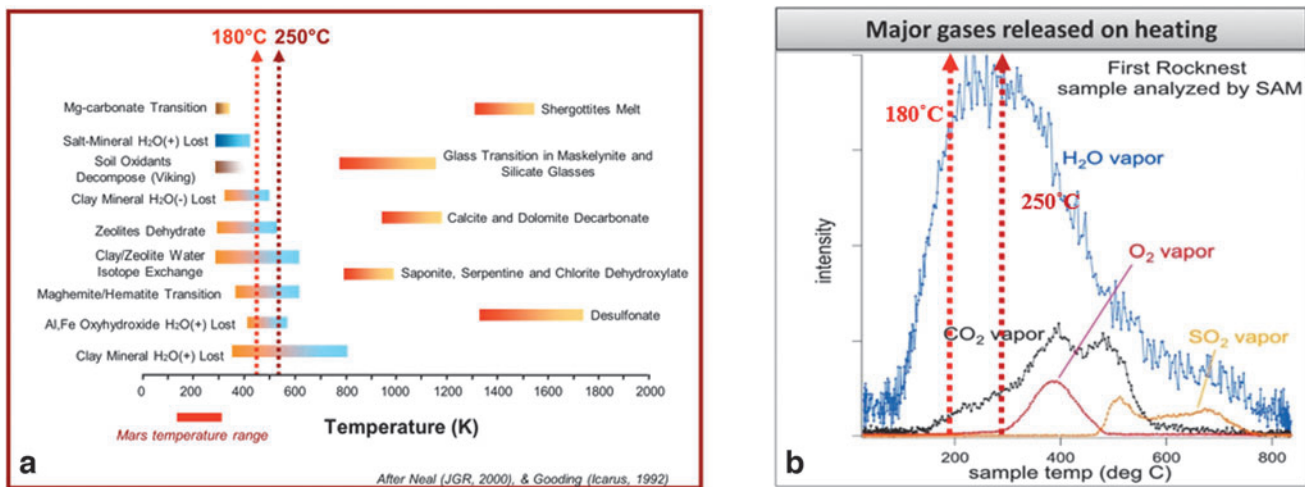 180°C 250°C
Mg-carbonate Transition
Salt-Mineral H₂O(+) Lost
Soil Oxidants
Decompose (Viking)
Clay Mineral H₂O(-) Lost
Zeolites Dehydrate
Clay/Zeolite Water
Isotope Exchange
Maghemite/Hematite Transition
Al,Fe Oxyhydroxide H₂O(+) Lost
Clay Mineral H₂O(+) Lost
Shergottites Melt
Glass Transition in Maskelynite and
Silicate Glasses
Calcite and Dolomite Decarbonate
Saponite, Serpentine and Chlorite Dehydroxylate
Desulfonate
0 200 400 600 800 1000 1200 1400 1600 1800 2000
Temperature (K)
Mars temperature range
a
After Neal (JGR, 2000), & Gooding (Icarus, 1992)
Major gases released on heating
First Rocknest
sample analyzed by SAM
180°C
H₂O vapor
250°C
O₂ vapor
intensity
CO₂ vapor
SO₂ vapor
200 400 600 800
sample temp (deg C)
b